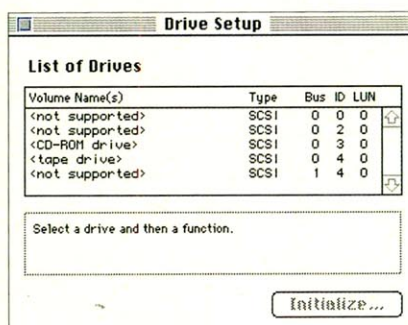 Drive Setup
List of Drives
Volume Name(s) Type Bus ID LUN
<not supported> SCSI 0 0 0
<not supported> SCSI 0 2 0
<CD-ROM drive> SCSI 0 3 0
<tape drive> SCSI 0 4 0
<not supported> SCSI 1 4 0
Select a drive and then a function.
Initialize...